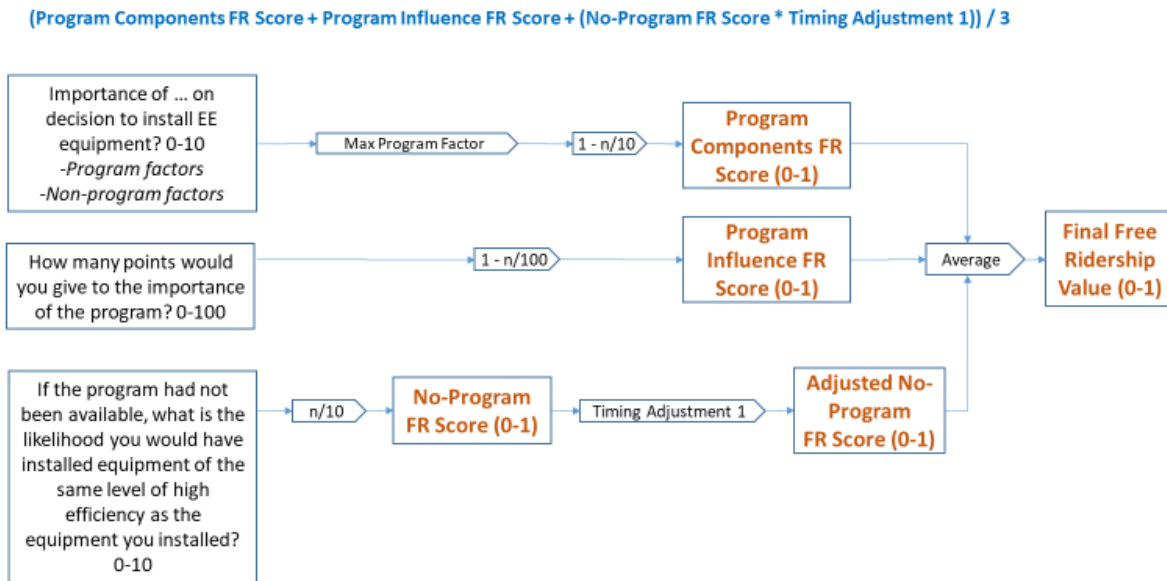 (Program Components FR Score + Program Influence FR Score + (No-Program FR Score * Timing Adjustment 1)) / 3
Importance of ... on
decision to install EE
equipment? 0-10
-Program factors
-Non-program factors
Max Program Factor
1 - n/10
Program
Components FR
Score (0-1)
How many points would
you give to the importance
of the program? 0-100
1 - n/100
Program
Influence FR
Score (0-1)
Average
Final Free
Ridership
Value (0-1)
If the program had not
been available, what is the
likelihood you would have
installed equipment of the
same level of high
efficiency as the
equipment you installed?
0-10
n/10
No-Program
FR Score (0-1)
Timing Adjustment 1
Adjusted No-
Program
FR Score (0-1)